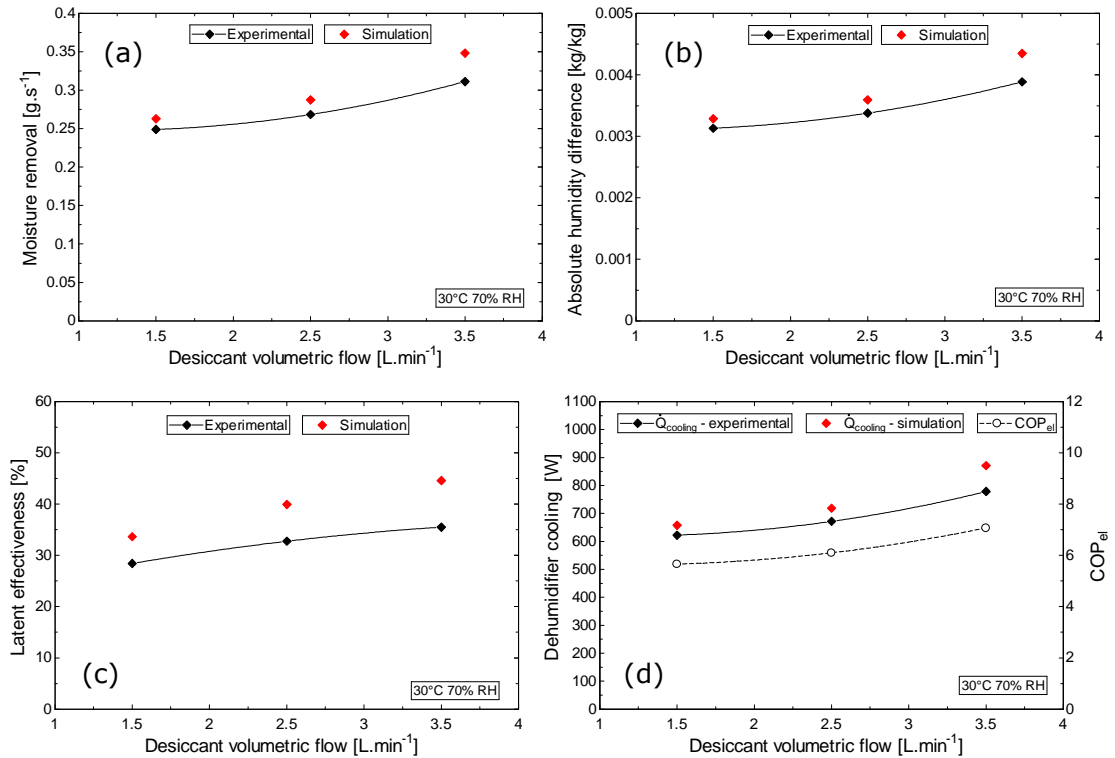 (a)
Experimental Simulation
Moisture removal [g.s-1]
0.4
0.35
0.3
0.25
0.2
0.15
0.1
0.05
0
30°C 70% RH
1 1.5 2 2.5 3 3.5 4
Desiccant volumetric flow [L.min-1]
(b)
Experimental Simulation
Absolute humidity difference [kg/kg]
0.005
0.004
0.003
0.002
0.001
0.000
30°C 70% RH
1 1.5 2 2.5 3 3.5 4
Desiccant volumetric flow [L.min-1]
Experimental Simulation
Latent effectiveness [%]
60
50
40
30
20
10
0
(c)
30°C 70% RH
1 1.5 2 2.5 3 3.5 4
Desiccant volumetric flow [L.min-1]
Q̇cooling - experimental Q̇cooling - simulation COPel
Dehumidifier cooling [W]
1100
1000
900
800
700
600
500
400
300
200
100
0
12
10
8
6
4
2
0
COPel
(d)
30°C 70% RH
1 1.5 2 2.5 3 3.5 4
Desiccant volumetric flow [L.min-1]